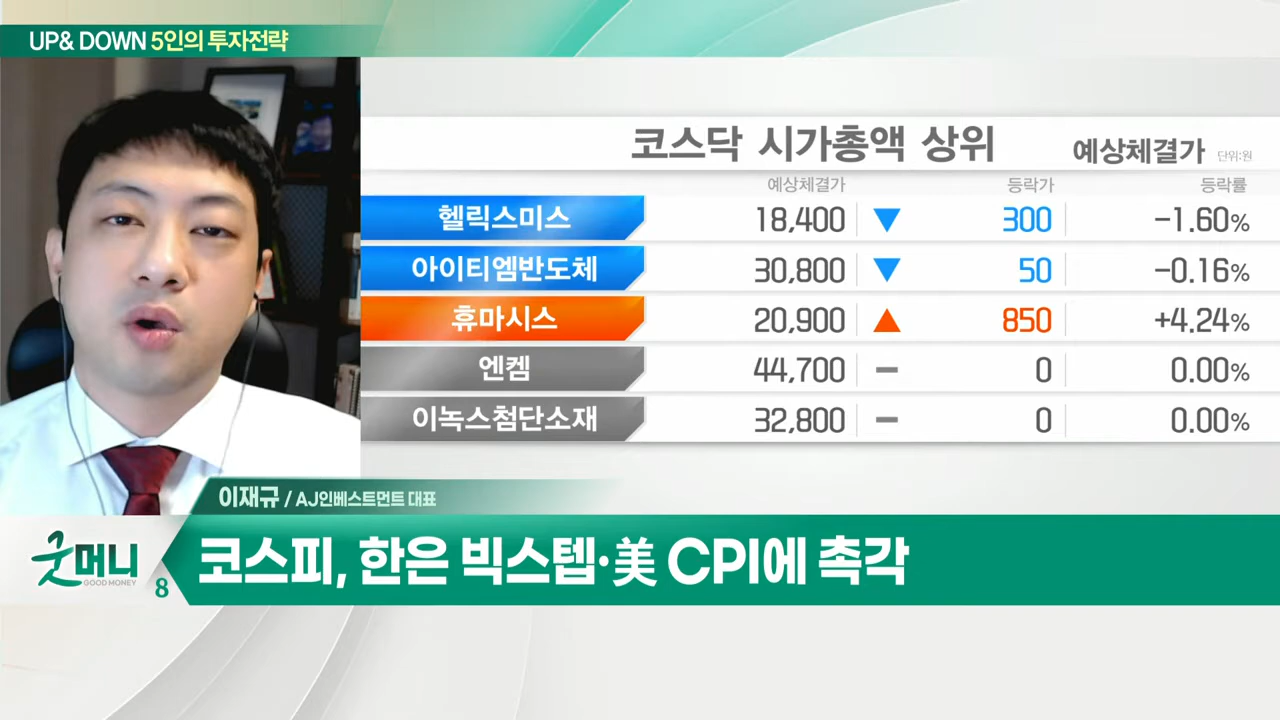 UP& DOWN 5인의 투자전략
코스닥 시가총액 상위 예상체결가 단위:원
예상체결가 등락가 등락률
헬릭스미스 18,400 ▼ 300 -1.60%
아이티엠반도체 30,800 ▼ 50 -0.16%
휴마시스 20,900 ▲ 850 +4.24%
엔켐 44,700 - 0 0.00%
이녹스첨단소재 32,800 - 0 0.00%
이재규 / AJ인베스트먼트 대표
굿머니
GOOD MONEY
8
코스피, 한은 빅스텝·美 CPI에 촉각